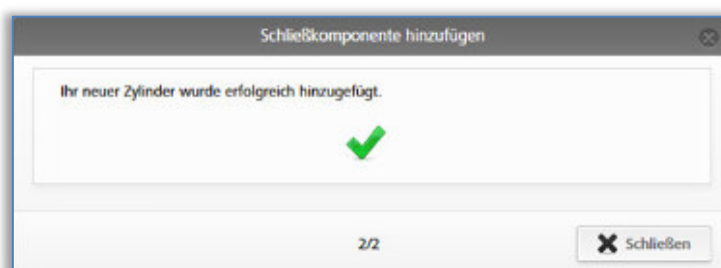 Schließkomponente hinzufügen
Ihr neuer Zylinder wurde erfolgreich hinzugefügt.
2/2
Schließen